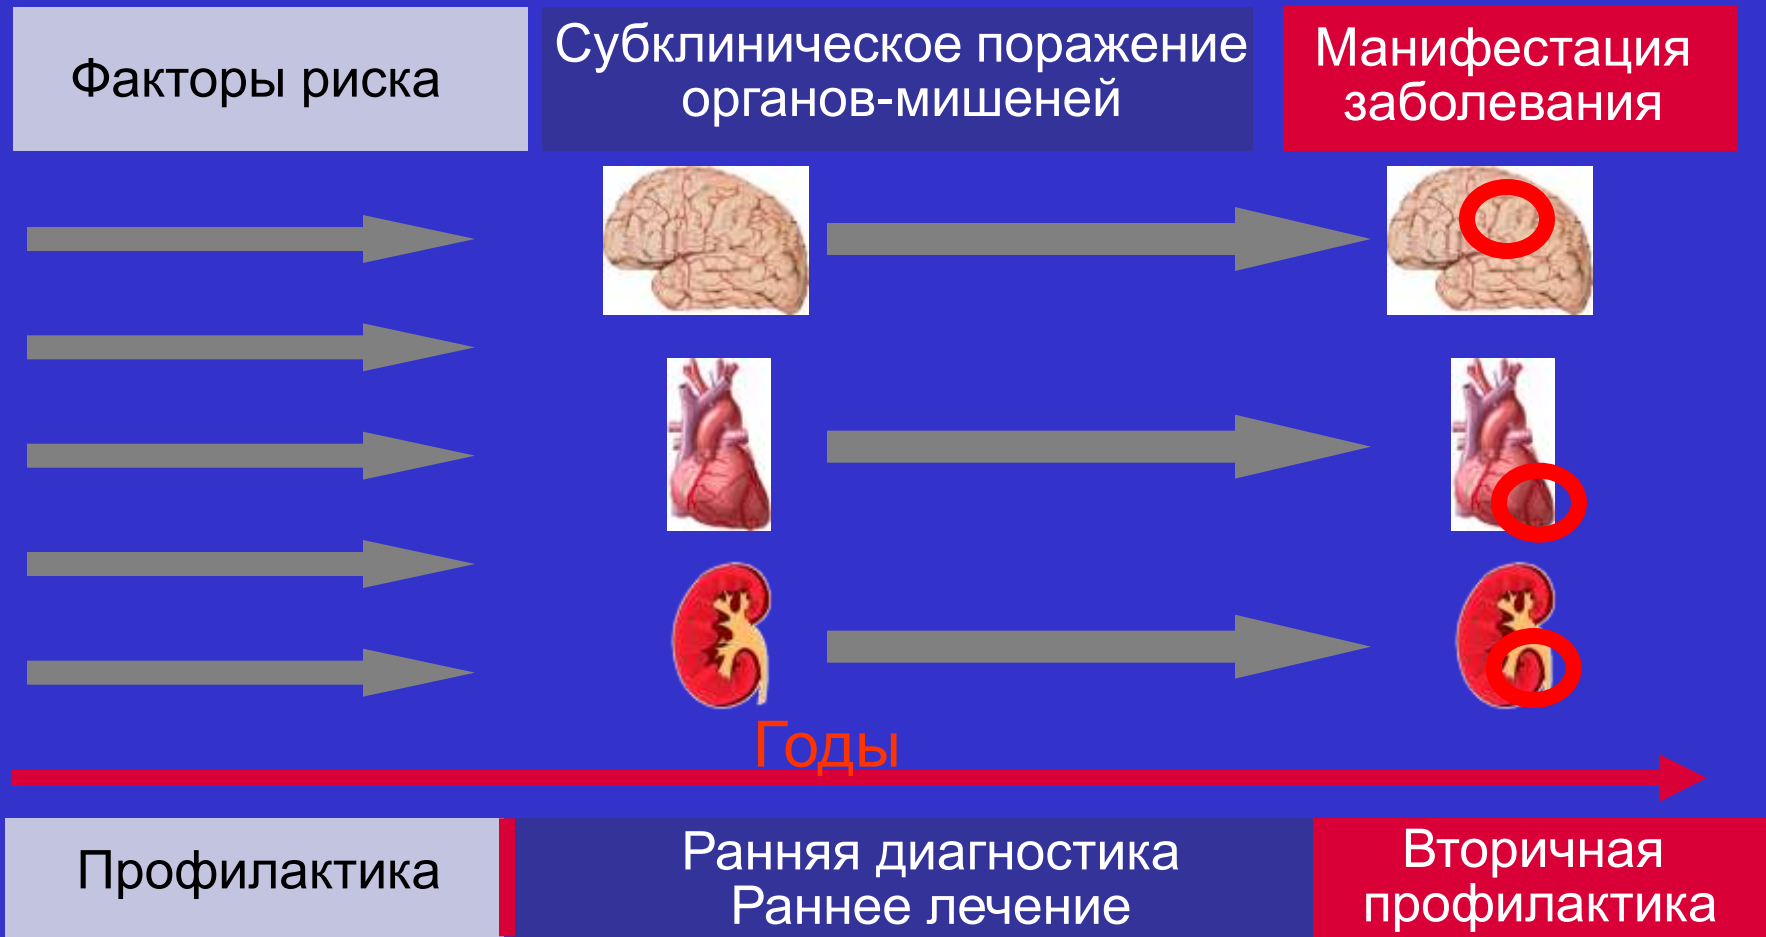 Факторы риска
Субклиническое поражение
органов-мишеней
Манифестация
заболевания
Годы
Профилактика
Ранняя диагностика
Раннее лечение
Вторичная
профилактика